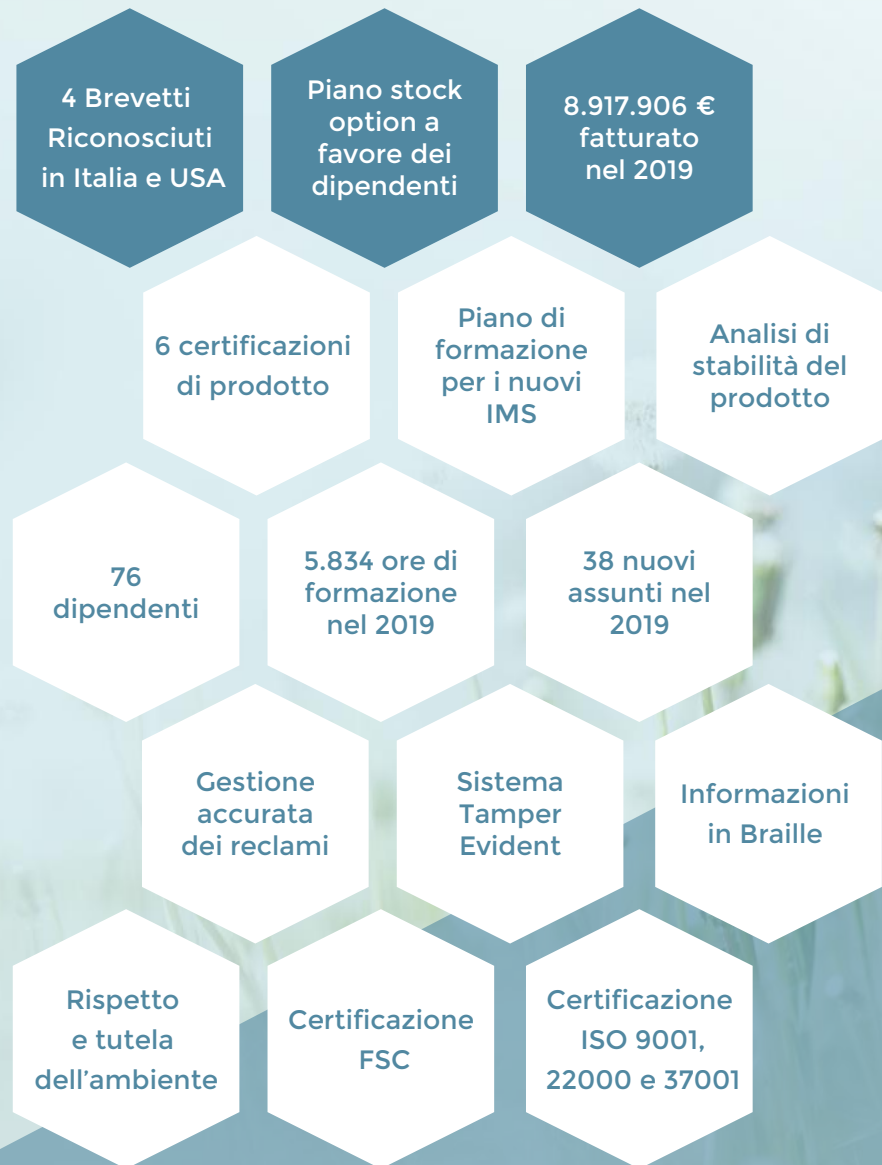 4 Brevetti
Riconosciuti
in Italia e USA
Piano stock
option a
favore dei
dipendenti
8.917.906 €
fatturato
nel 2019
6 certificazioni
di prodotto
Piano di
formazione
per i nuovi
IMS
Analisi di
stabilità del
prodotto
76
dipendenti
5.834 ore di
formazione
nel 2019
38 nuovi
assunti nel
2019
Gestione
accurata
dei reclami
Sistema
Tamper
Evident
Informazioni
in Braille
Rispetto
e tutela
dell’ambiente
Certificazione
FSC
Certificazione
ISO 9001,
22000 e 37001